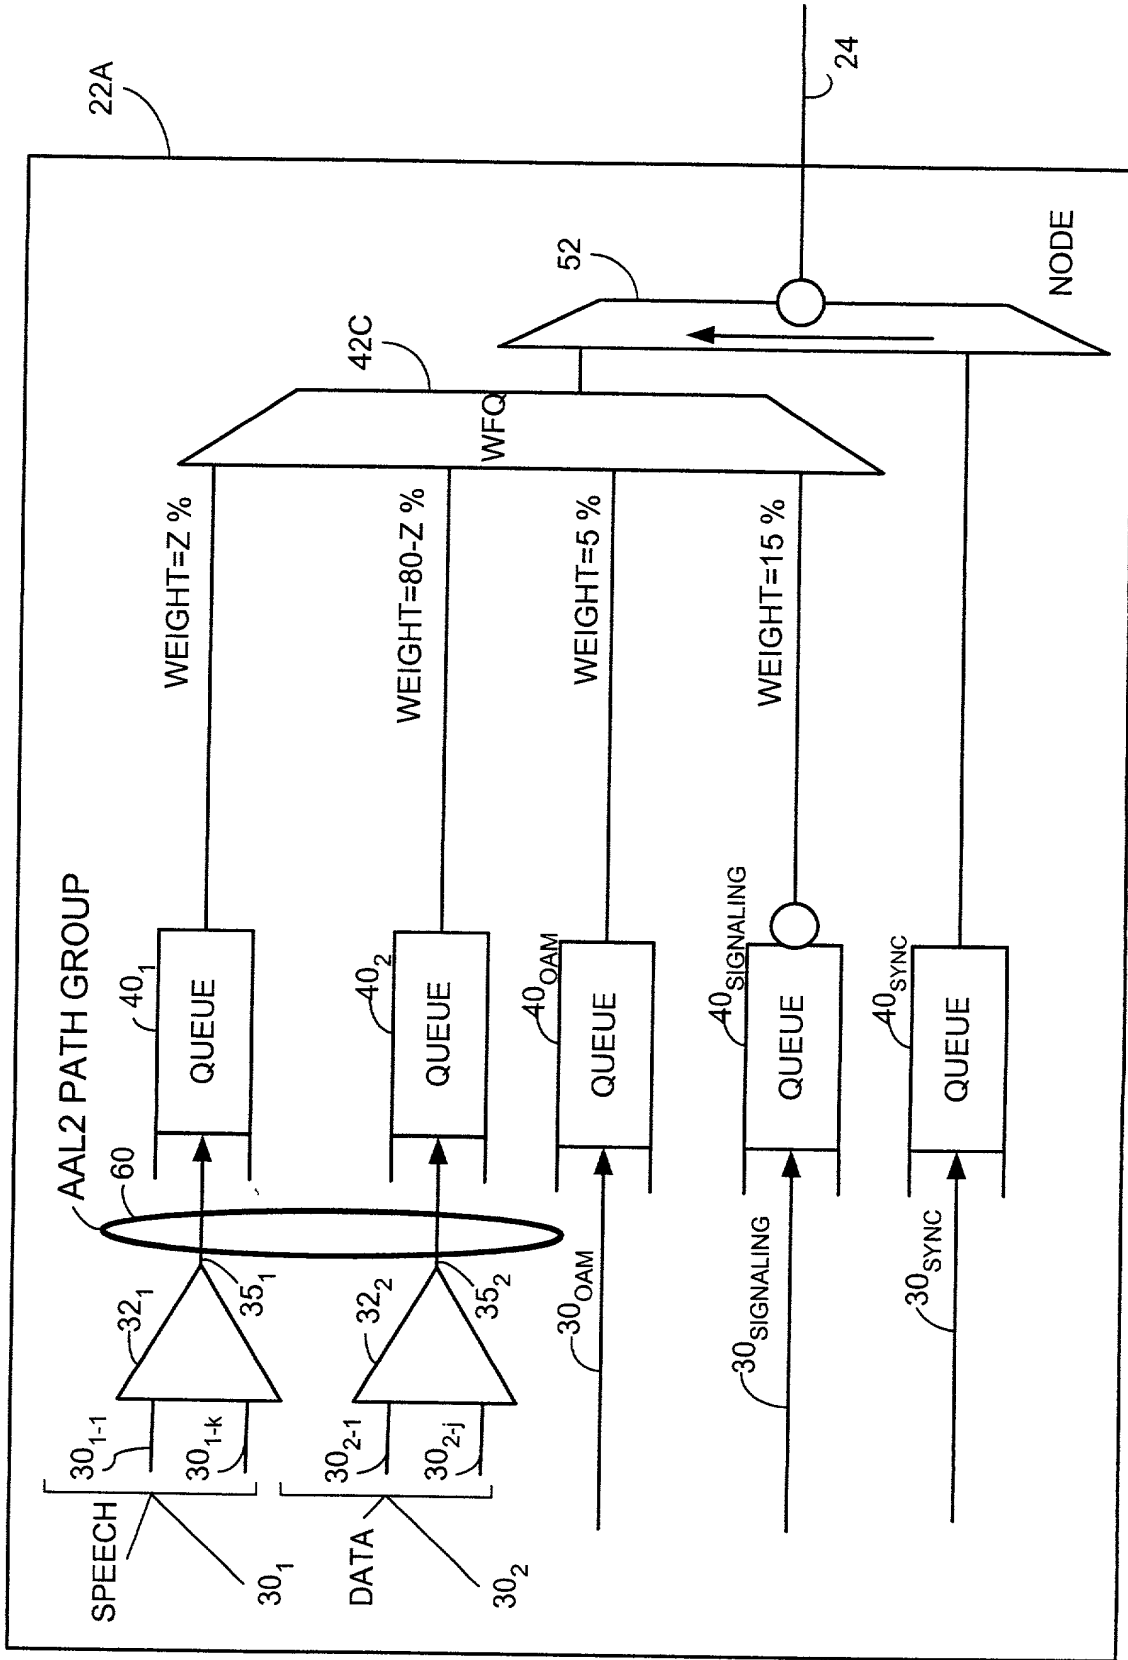 22A
24
52
42C
WFQ
NODE
WEIGHT=Z %
WEIGHT=80-Z %
WEIGHT=5 %
WEIGHT=15 %
AAL2 PATH GROUP
60
40₁
QUEUE
40₂
QUEUE
40OAM
QUEUE
40SIGNALING
QUEUE
40SYNC
QUEUE
32₁
35₁
32₂
35₂
30OAM
30SIGNALING
30SYNC
30₁₋₁
30₁₋ₖ
30₂₋₁
30₂₋ⱼ
SPEECH
30₁
DATA
30₂